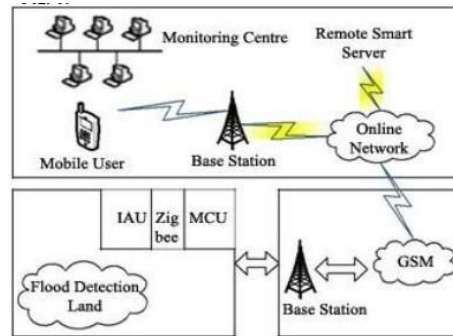 Monitoring Centre
Remote Smart
Server
Mobile User
Base Station
Online
Network
IAU
Zig
bee
MCU
Flood Detection
Land
Base Station
GSM